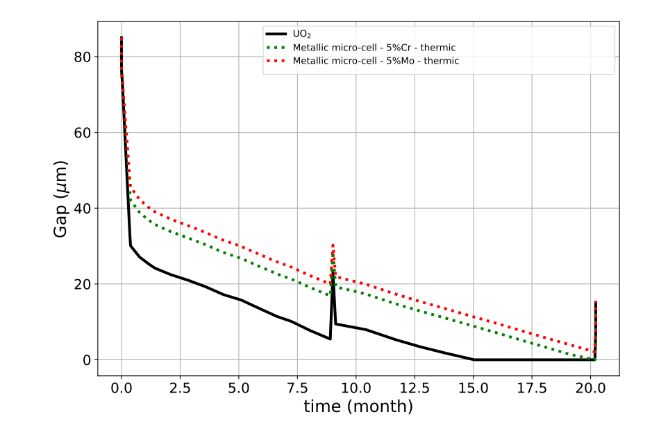 UO₂
Metallic micro-cell - 5%Cr - thermic
Metallic micro-cell - 5%Mo - thermic
80
60
40
20
0
Gap (μm)
0.0 2.5 5.0 7.5 10.0 12.5 15.0 17.5 20.0
time (month)